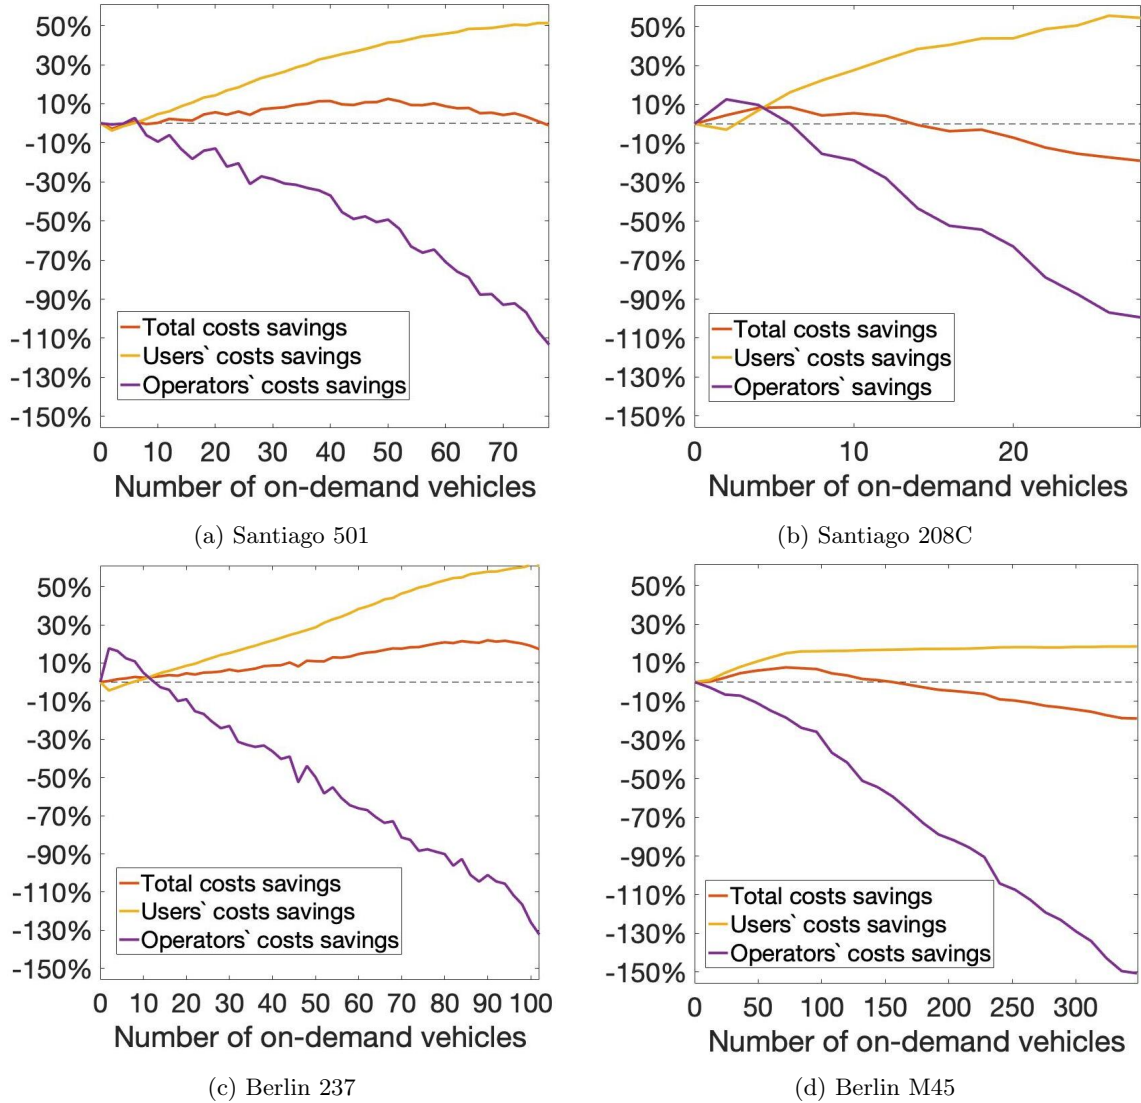 50%
30%
10%
-10%
-30%
-50%
-70%
-90%
-110%
-130%
-150%
Total costs savings
Users` costs savings
Operators` costs savings
0 10 20 30 40 50 60 70
Number of on-demand vehicles
(a) Santiago 501
50%
30%
10%
-10%
-30%
-50%
-70%
-90%
-110%
-130%
-150%
Total costs savings
Users` costs savings
Operators` savings
0 10 20
Number of on-demand vehicles
(b) Santiago 208C
50%
30%
10%
-10%
-30%
-50%
-70%
-90%
-110%
-130%
-150%
Total costs savings
Users` costs savings
Operators` costs savings
0 10 20 30 40 50 60 70 80 90 100
Number of on-demand vehicles
(c) Berlin 237
50%
30%
10%
-10%
-30%
-50%
-70%
-90%
-110%
-130%
-150%
Total costs savings
Users` costs savings
Operators` costs savings
0 50 100 150 200 250 300
Number of on-demand vehicles
(d) Berlin M45